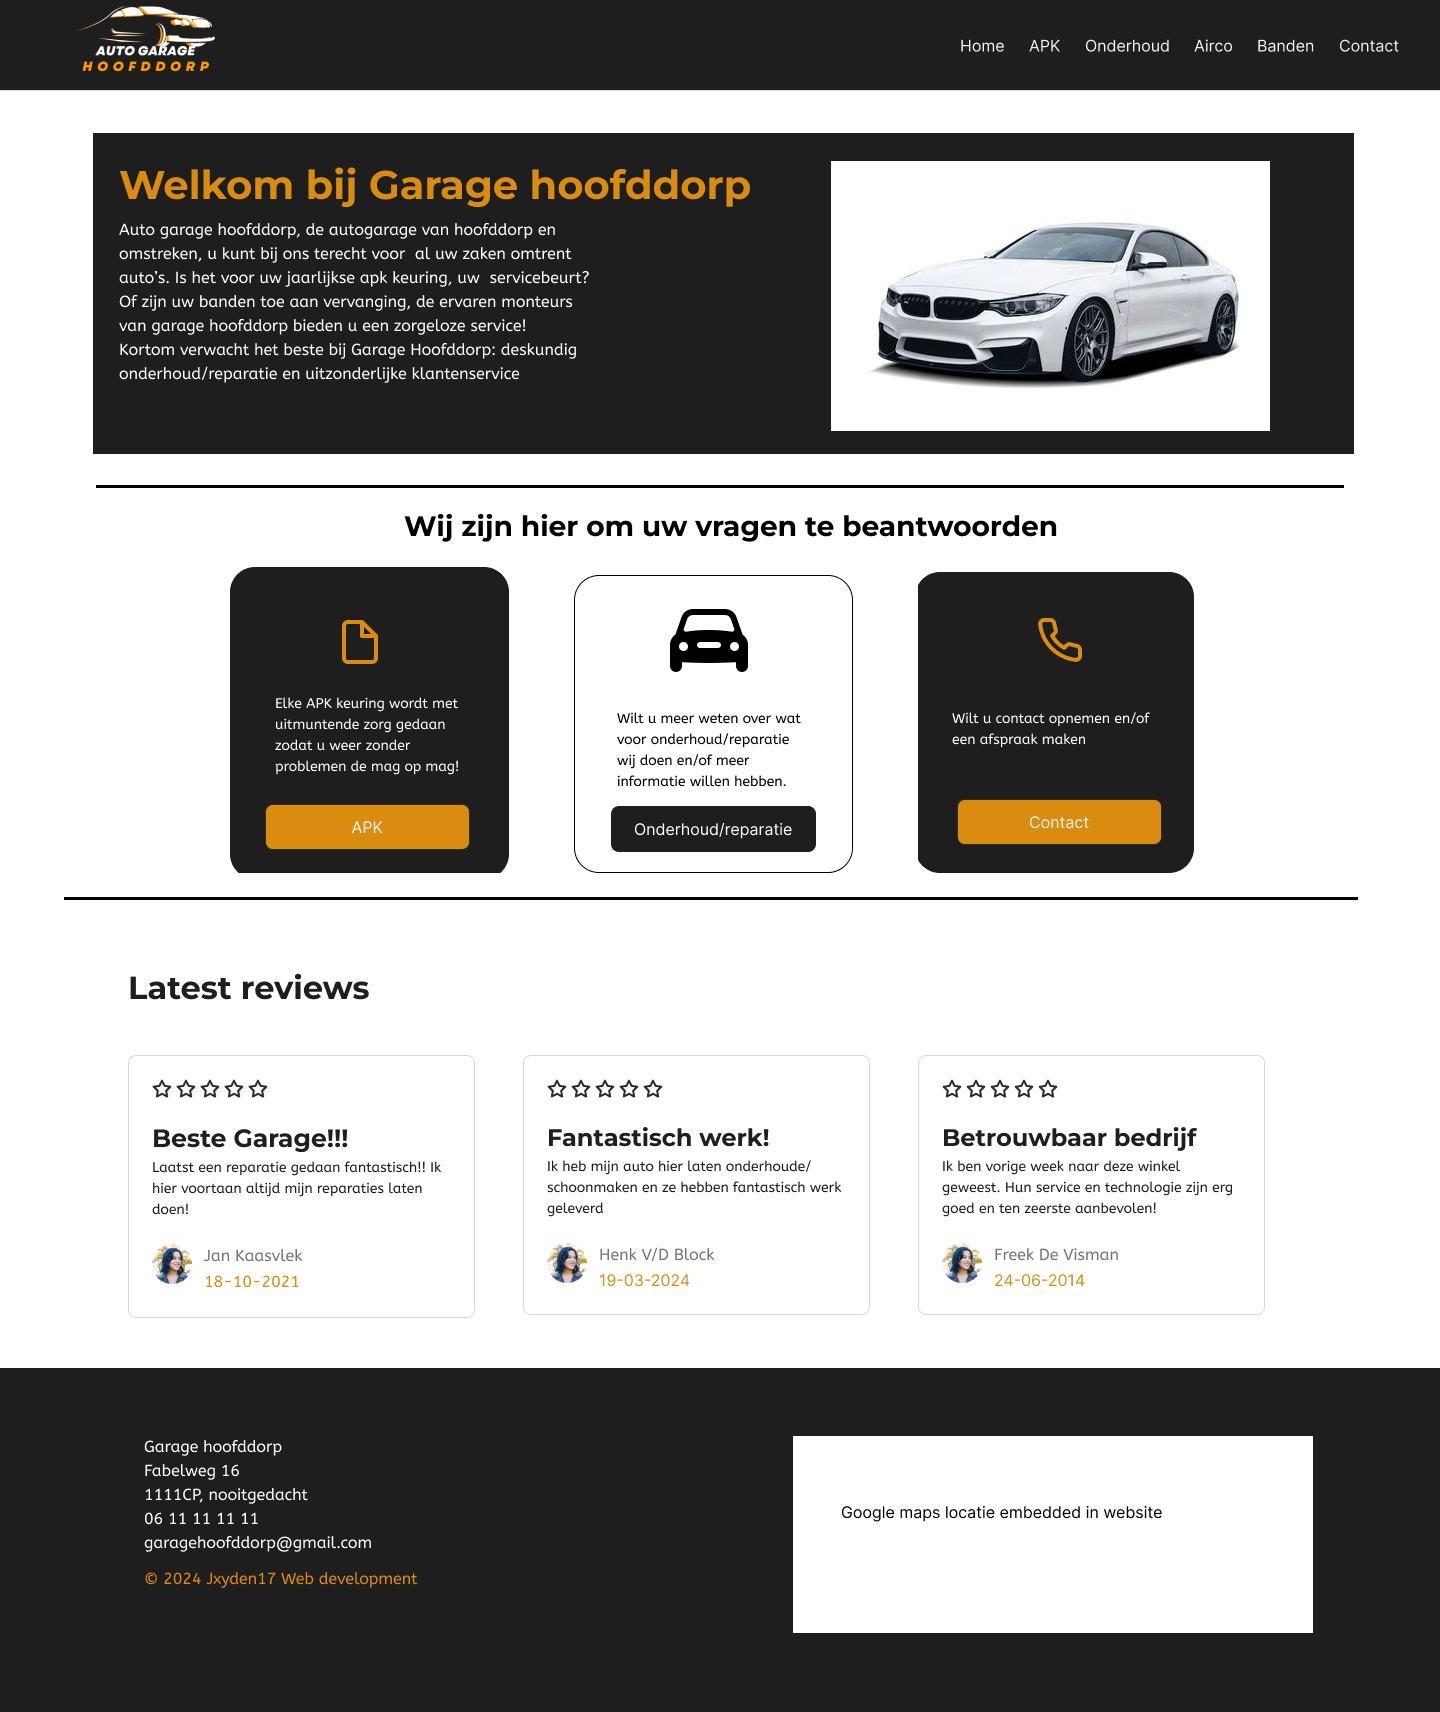 AUTO GARAGE
HOOFDDORP
Home APK Onderhoud Airco Banden Contact
Welkom bij Garage hoofddorp
Auto garage hoofddorp, de autogarage van hoofddorp en
omstreken, u kunt bij ons terecht voor  al uw zaken omtrent
auto’s. Is het voor uw jaarlijkse apk keuring, uw  servicebeurt?
Of zijn uw banden toe aan vervanging, de ervaren monteurs
van garage hoofddorp bieden u een zorgeloze service!
Kortom verwacht het beste bij Garage Hoofddorp: deskundig
onderhoud/reparatie en uitzonderlijke klantenservice
Wij zijn hier om uw vragen te beantwoorden
Elke APK keuring wordt met
uitmuntende zorg gedaan
zodat u weer zonder
problemen de mag op mag!
APK
Wilt u meer weten over wat
voor onderhoud/reparatie
wij doen en/of meer
informatie willen hebben.
Onderhoud/reparatie
Wilt u contact opnemen en/of
een afspraak maken
Contact
Latest reviews
Beste Garage!!!
Laatst een reparatie gedaan fantastisch!! Ik
hier voortaan altijd mijn reparaties laten
doen!
Jan Kaasvlek
18-10-2021
Fantastisch werk!
Ik heb mijn auto hier laten onderhoude/
schoonmaken en ze hebben fantastisch werk
geleverd
Henk V/D Block
19-03-2024
Betrouwbaar bedrijf
Ik ben vorige week naar deze winkel
geweest. Hun service en technologie zijn erg
goed en ten zeerste aanbevolen!
Freek De Visman
24-06-2014
Garage hoofddorp
Fabelweg 16
1111CP, nooitgedacht
06 11 11 11 11
garagehoofddorp@gmail.com
© 2024 Jxyden17 Web development
Google maps locatie embedded in website